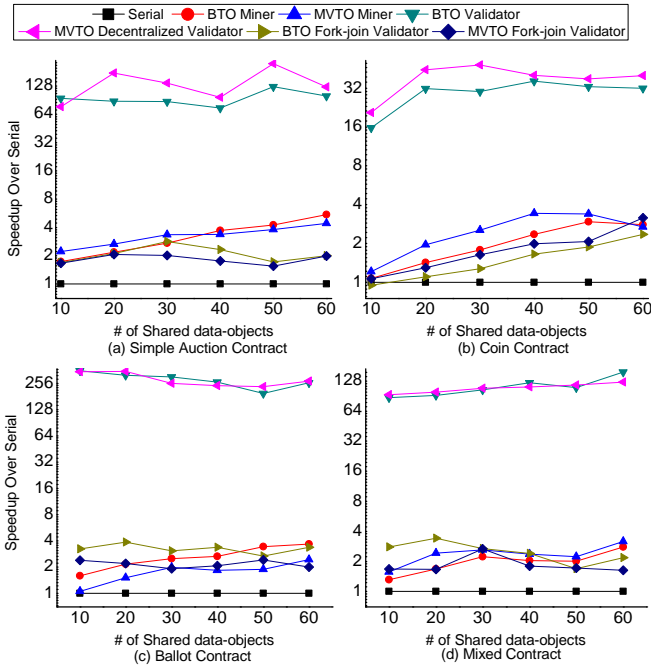 Serial BTO Miner MVTO Miner BTO Validator
MVTO Decentralized Validator BTO Fork-join Validator MVTO Fork-join Validator
Speedup Over Serial
128
64
32
16
8
4
2
1
10 20 30 40 50 60
# of Shared data-objects
(a) Simple Auction Contract
32
16
8
4
2
1
10 20 30 40 50 60
# of Shared data-objects
(b) Coin Contract
Speedup Over Serial
256
128
64
32
16
8
4
2
1
10 20 30 40 50 60
# of Shared data-objects
(c) Ballot Contract
128
64
32
16
8
4
2
1
10 20 30 40 50 60
# of Shared data-objects
(d) Mixed Contract